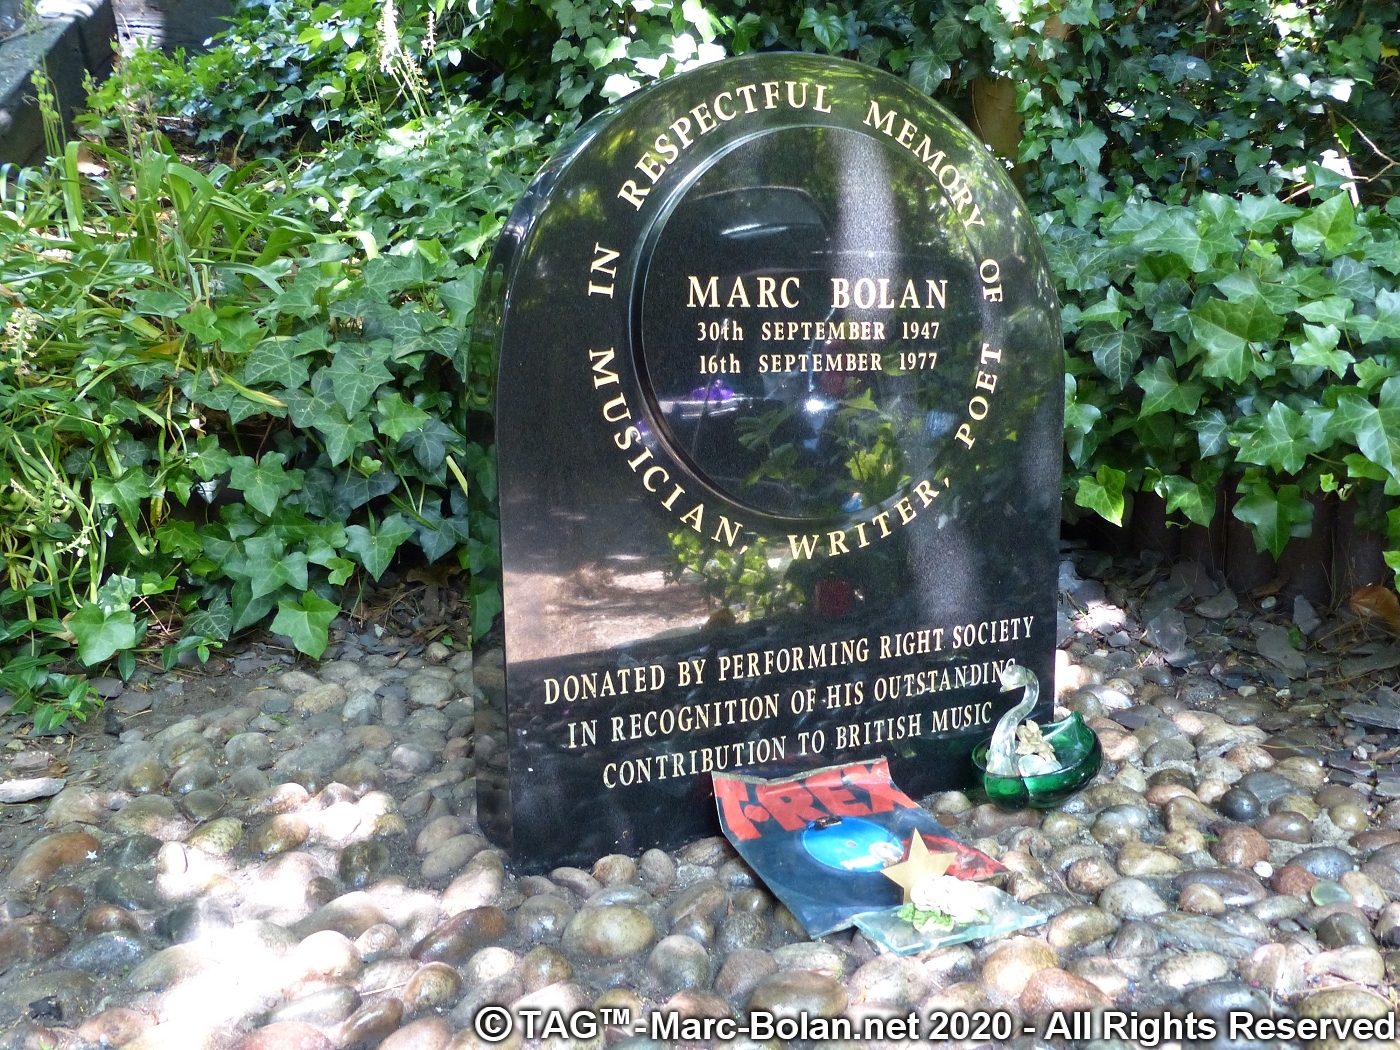 IN RESPECTFUL MEMORY OF
MUSICIAN, WRITER, POET
MARC BOLAN
30th SEPTEMBER 1947
16th SEPTEMBER 1977
DONATED BY PERFORMING RIGHT SOCIETY
IN RECOGNITION OF HIS OUTSTANDING
CONTRIBUTION TO BRITISH MUSIC
T·REX
©TAG™-Marc-Bolan.net 2020 - All Rights Reserved